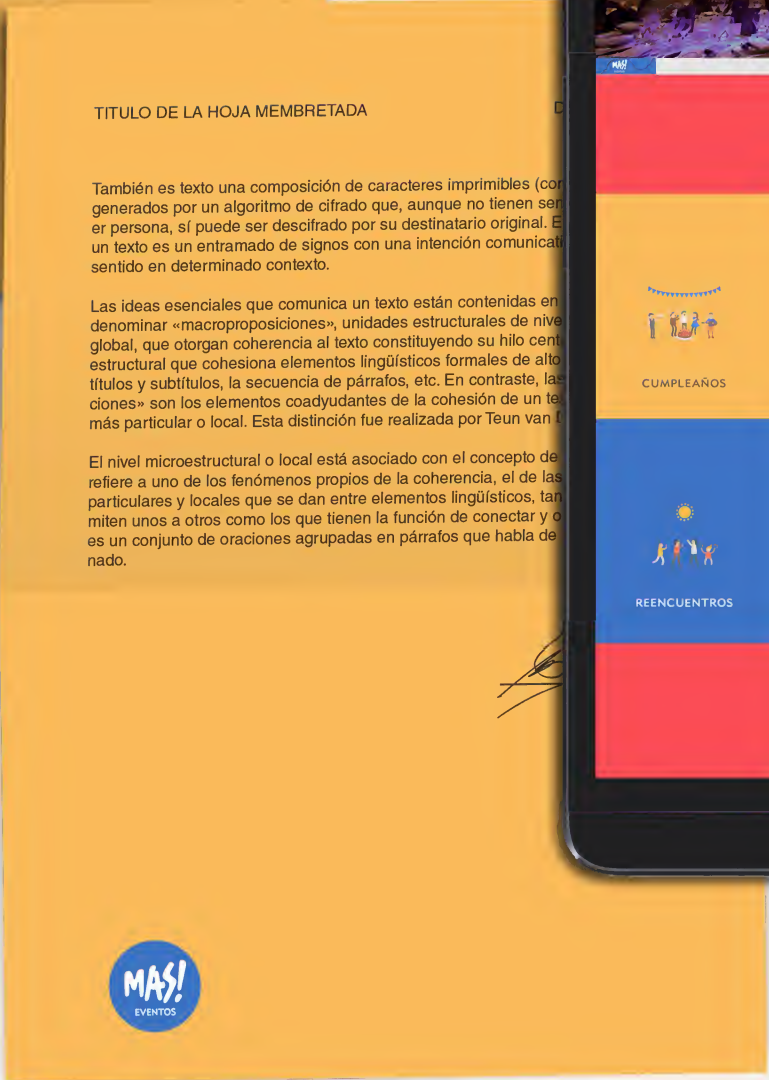 TITULO DE LA HOJA MEMBRETADA
También es texto una composición de caracteres imprimibles
generados por un algoritmo de cifrado que, aunque no tienen
er persona, sí puede ser descifrado por su destinatario original.
un texto es un entramado de signos con una intención
sentido en determinado contexto.
Las ideas esenciales que comunica un texto están contenidas en
denominar «macroproposiciones», unidades estructurales de
global, que otorgan coherencia al texto constituyendo su hilo
estructural que cohesiona elementos lingüísticos formales de alto
títulos y subtítulos, la secuencia de párrafos, etc. En contraste,
ciones» son los elementos coadyudantes de la cohesión de un
más particular o local. Esta distinción fue realizada por Teun van
El nivel microestructural o local está asociado con el concepto de
refiere a uno de los fenómenos propios de la coherencia, el de las
particulares y locales que se dan entre elementos lingüísticos,
miten unos a otros como los que tienen la función de conectar y
es un conjunto de oraciones agrupadas en párrafos que habla de
nado.
MAS!
EVENTOS
MAS!
CUMPLEAÑOS
REENCUENTROS